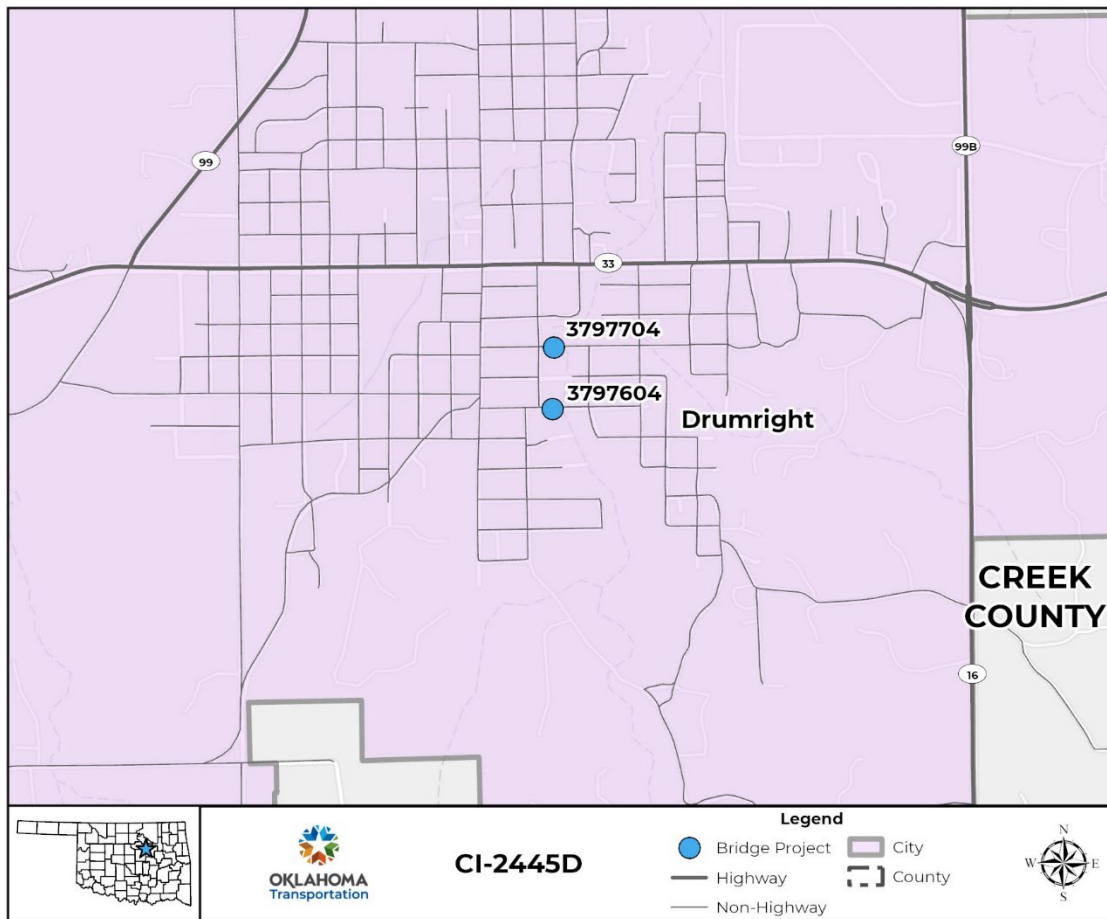 99
99B
33
3797704
3797604
Drumright
CREEK
COUNTY
16
OKLAHOMA
Transportation
CI-2445D
Legend
Bridge Project
City
Highway
County
Non-Highway
N
W
E
S